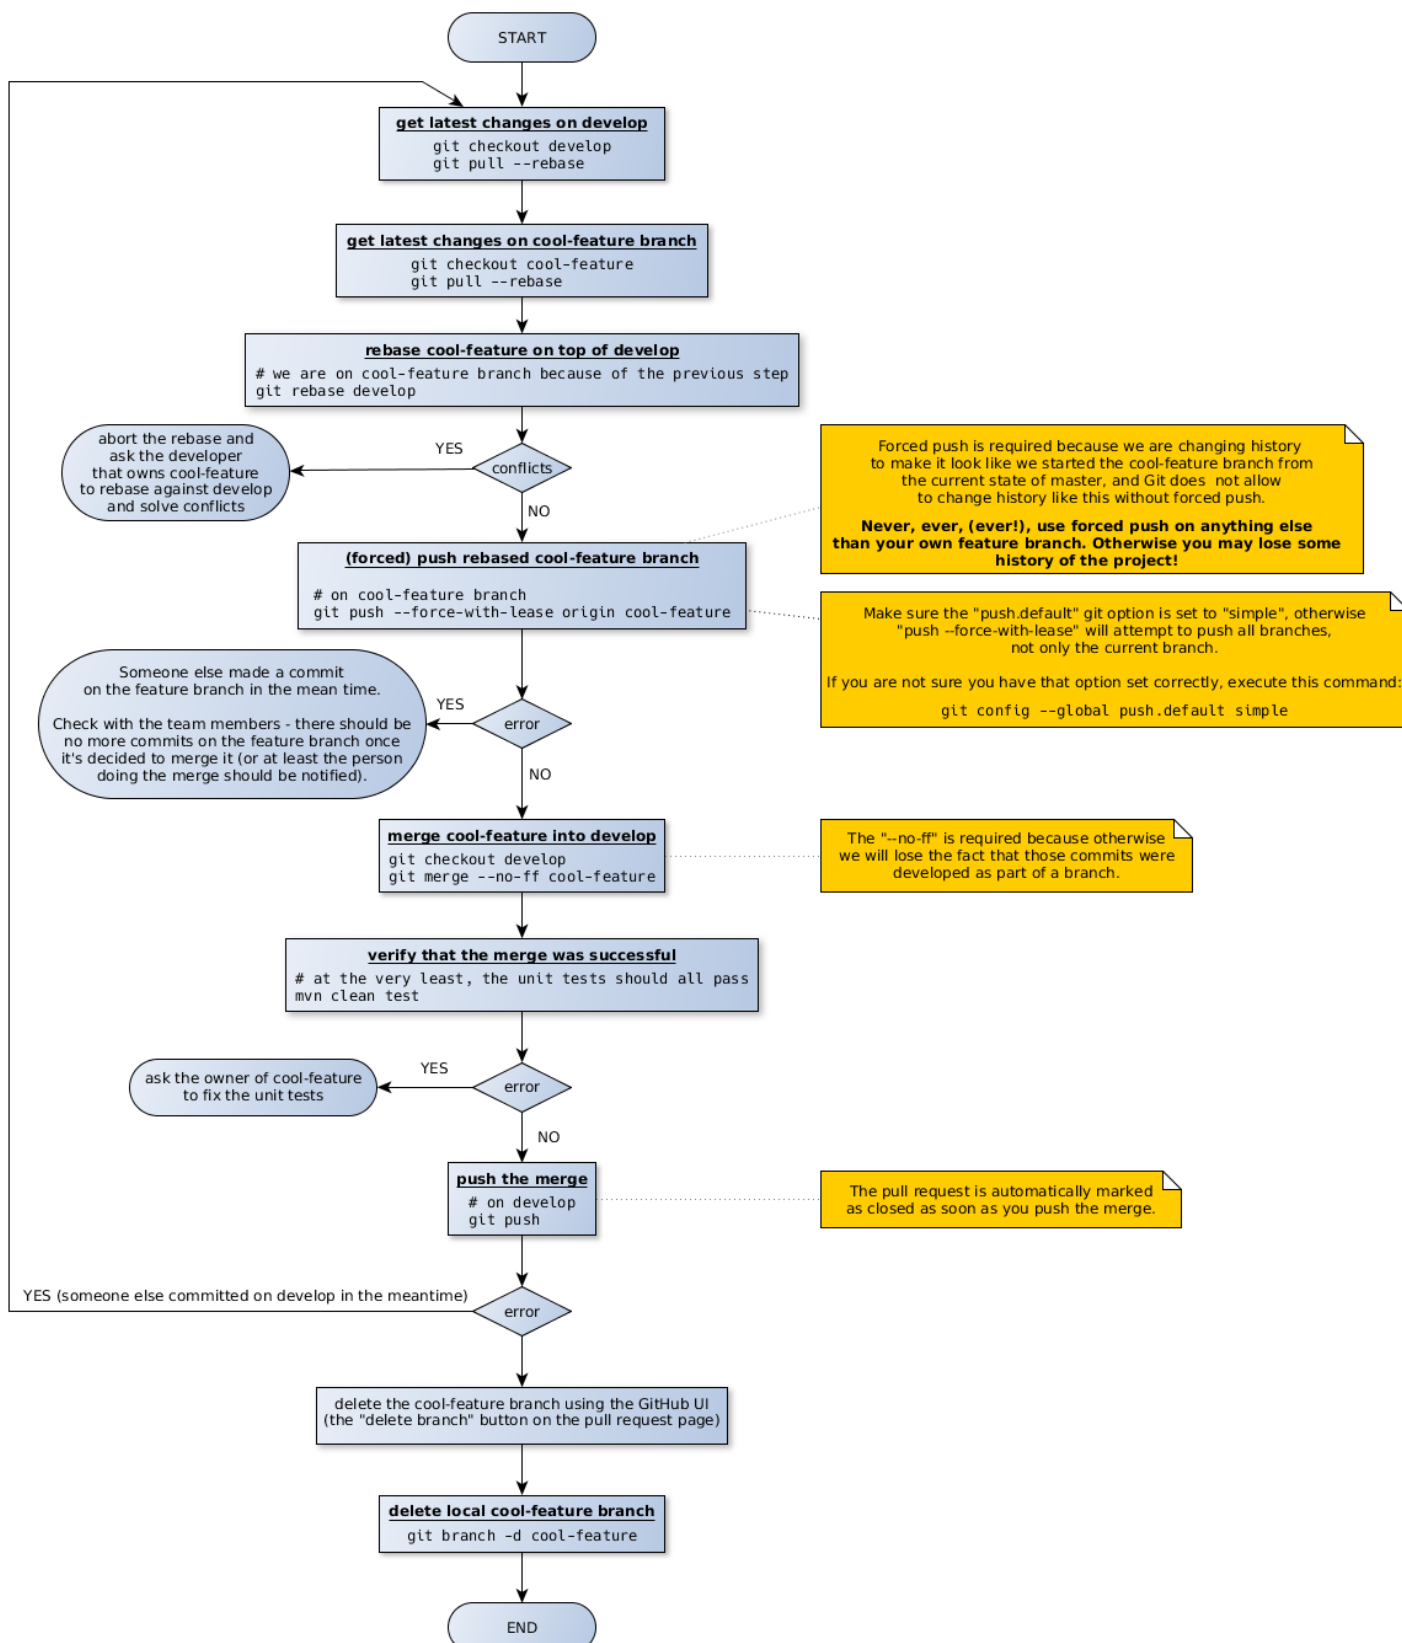 START
get latest changes on develop
git checkout develop
git pull --rebase
get latest changes on cool-feature branch
git checkout cool-feature
git pull --rebase
rebase cool-feature on top of develop
# we are on cool-feature branch because of the previous step
git rebase develop
YES
conflicts
abort the rebase and
ask the developer
that owns cool-feature
to rebase against develop
and solve conflicts
NO
Forced push is required because we are changing history
to make it look like we started the cool-feature branch from
the current state of master, and Git does  not allow
to change history like this without forced push.
Never, ever, (ever!), use forced push on anything else
than your own feature branch. Otherwise you may lose some
history of the project!
(forced) push rebased cool-feature branch
# on cool-feature branch
git push --force-with-lease origin cool-feature
Make sure the "push.default" git option is set to "simple", otherwise
"push --force-with-lease" will attempt to push all branches,
not only the current branch.
If you are not sure you have that option set correctly, execute this command:
git config --global push.default simple
YES
error
Someone else made a commit
on the feature branch in the mean time.
Check with the team members - there should be
no more commits on the feature branch once
it's decided to merge it (or at least the person
doing the merge should be notified).
NO
merge cool-feature into develop
git checkout develop
git merge --no-ff cool-feature
The "--no-ff" is required because otherwise
we will lose the fact that those commits were
developed as part of a branch.
verify that the merge was successful
# at the very least, the unit tests should all pass
mvn clean test
YES
error
ask the owner of cool-feature
to fix the unit tests
NO
push the merge
# on develop
git push
The pull request is automatically marked
as closed as soon as you push the merge.
YES (someone else committed on develop in the meantime)
error
delete the cool-feature branch using the GitHub UI
(the "delete branch" button on the pull request page)
delete local cool-feature branch
git branch -d cool-feature
END